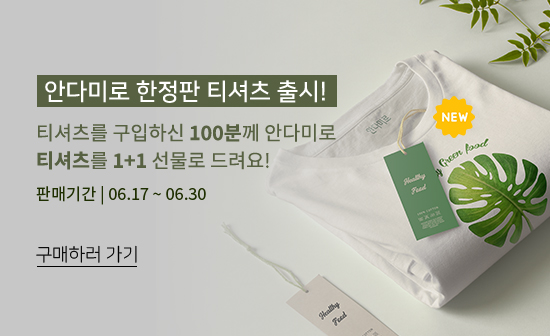 안다미로 한정판 티셔츠 출시!
티셔츠를 구입하신 100분께 안다미로
티셔츠를 1+1 선물로 드려요!
판매기간 | 06.17 ~ 06.30
구매하러 가기
NEW
Green food
Healthy
Food
Healthy
Food